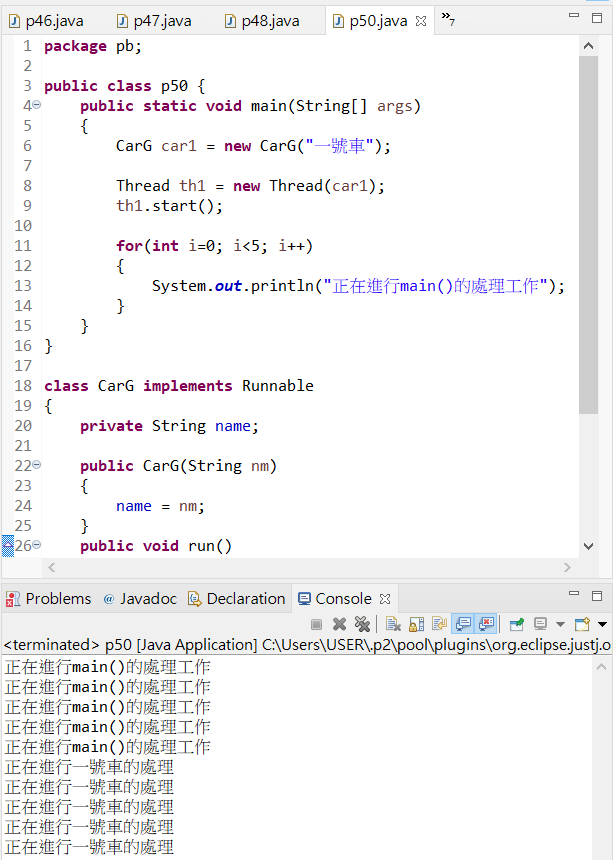 p46.java p47.java p48.java p50.java »7
1 package pb;
2
3 public class p50 {
4 public static void main(String[] args)
5 {
6 CarG car1 = new CarG("一號車");
7
8 Thread th1 = new Thread(car1);
9 th1.start();
10
11 for(int i=0; i<5; i++)
12 {
13 System.out.println("正在進行main()的處理工作");
14 }
15 }
16 }
17
18 class CarG implements Runnable
19 {
20 private String name;
21
22 public CarG(String nm)
23 {
24 name = nm;
25 }
26 public void run()
Problems @ Javadoc Declaration Console
<terminated> p50 [Java Application] C:\Users\USER\.p2\pool\plugins\org.eclipse.justj.o
正在進行main()的處理工作
正在進行main()的處理工作
正在進行main()的處理工作
正在進行main()的處理工作
正在進行main()的處理工作
正在進行一號車的處理
正在進行一號車的處理
正在進行一號車的處理
正在進行一號車的處理
正在進行一號車的處理